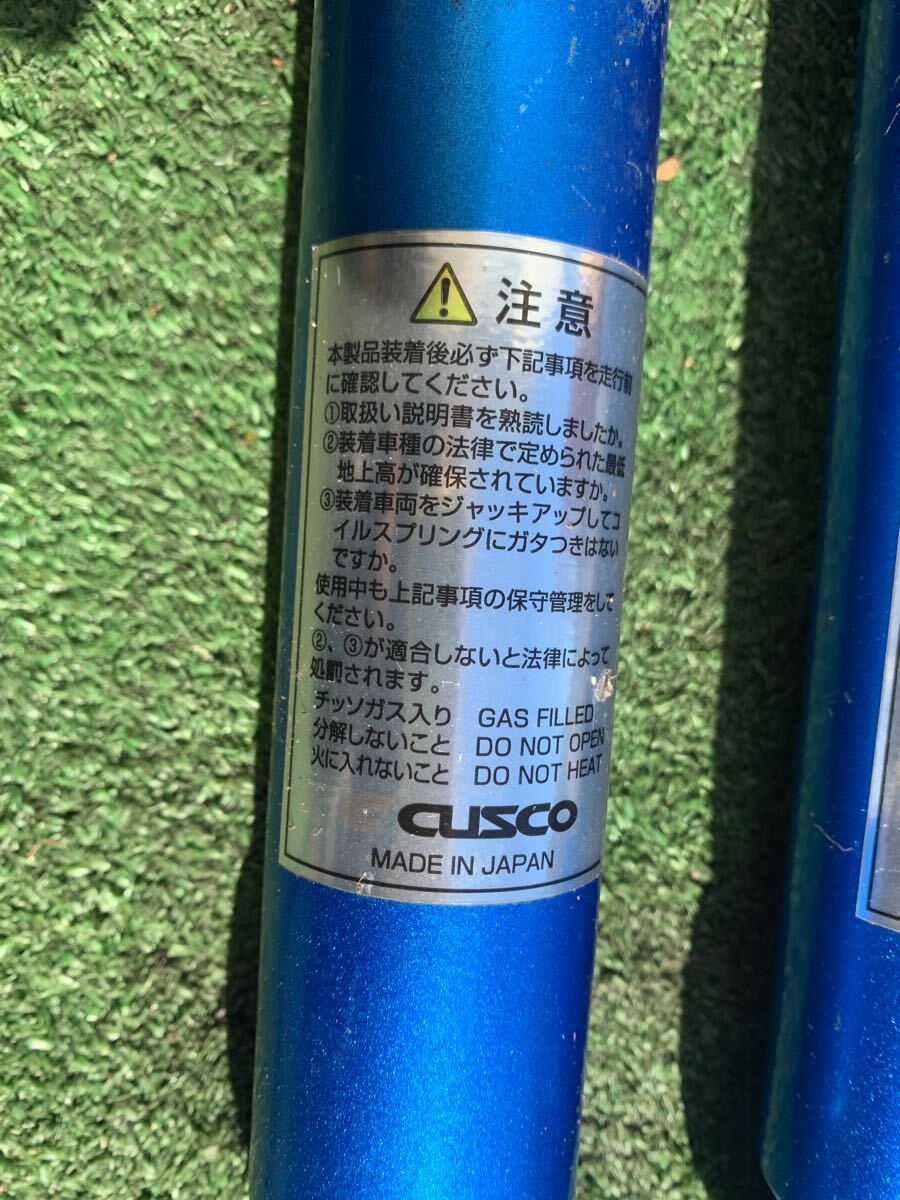 注意
本製品装着後必ず下記事項を走行前
に確認してください。
①取扱い説明書を熟読しましたか。
②装着車種の法律で定められた最低
地上高が確保されていますか。
③装着車両をジャッキアップしてコ
イルスプリングにガタつきはない
ですか。
使用中も上記事項の保守管理をして
ください。
②、③が適合しないと法律によって
処罰されます。
チッソガス入り GAS FILLED
分解しないこと DO NOT OPEN
火に入れないこと DO NOT HEAT
CUSCO
MADE IN JAPAN